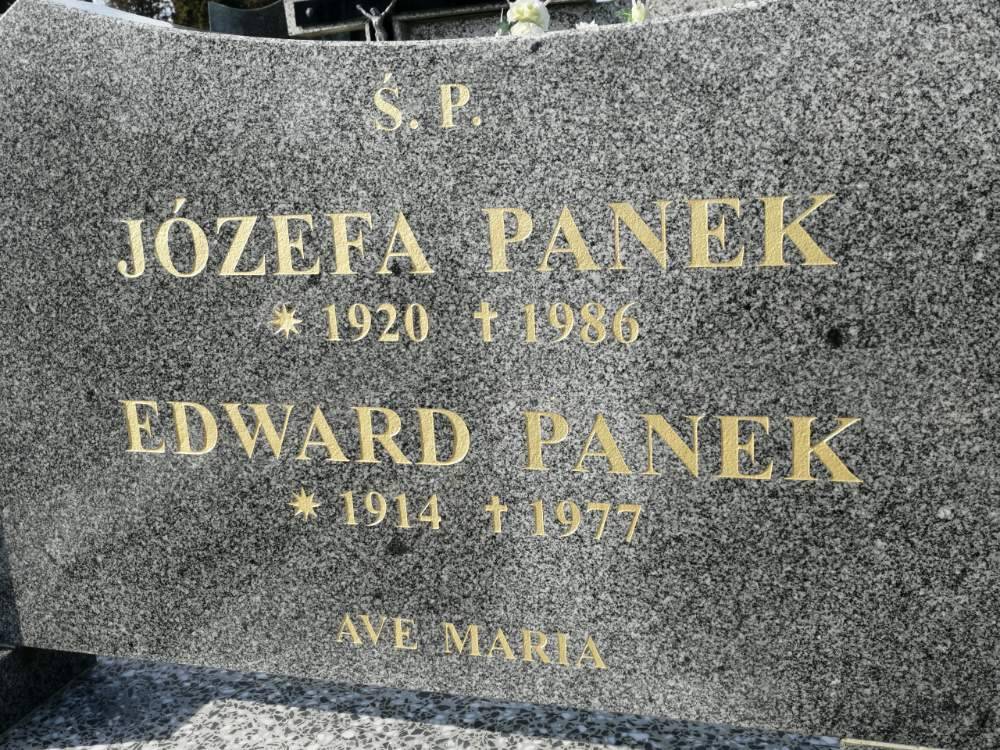 Ś. P.
JÓZEFA PANEK
* 1920 † 1986
EDWARD PANEK
* 1914 † 1977
AVE MARIA